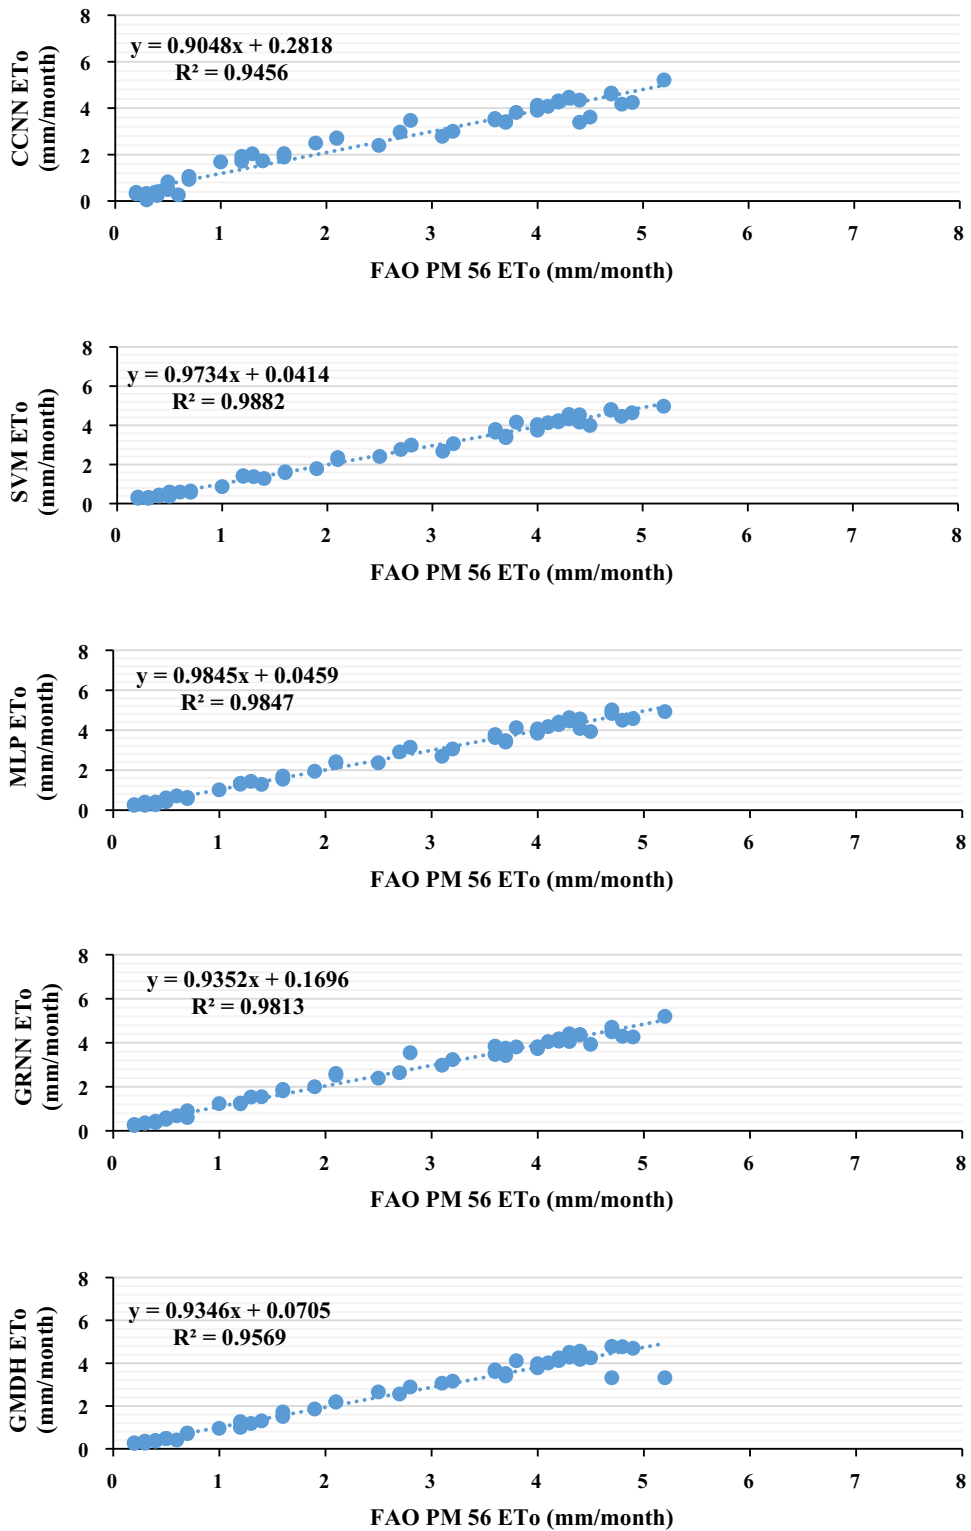 8
y = 0.9048x + 0.2818
R² = 0.9456
6
4
2
0
CCNN ETo
(mm/month)
0 1 2 3 4 5 6 7 8
FAO PM 56 ETo (mm/month)
8
y = 0.9734x + 0.0414
R² = 0.9882
6
4
2
0
SVM ETo
(mm/month)
0 1 2 3 4 5 6 7 8
FAO PM 56 ETo (mm/month)
8
y = 0.9845x + 0.0459
R² = 0.9847
6
4
2
0
MLP ETo
(mm/month)
0 1 2 3 4 5 6 7 8
FAO PM 56 ETo (mm/month)
8
y = 0.9352x + 0.1696
R² = 0.9813
6
4
2
0
GRNN ETo
(mm/month)
0 1 2 3 4 5 6 7 8
FAO PM 56 ETo (mm/month)
8
y = 0.9346x + 0.0705
R² = 0.9569
6
4
2
0
GMDH ETo
(mm/month)
0 1 2 3 4 5 6 7 8
FAO PM 56 ETo (mm/month)